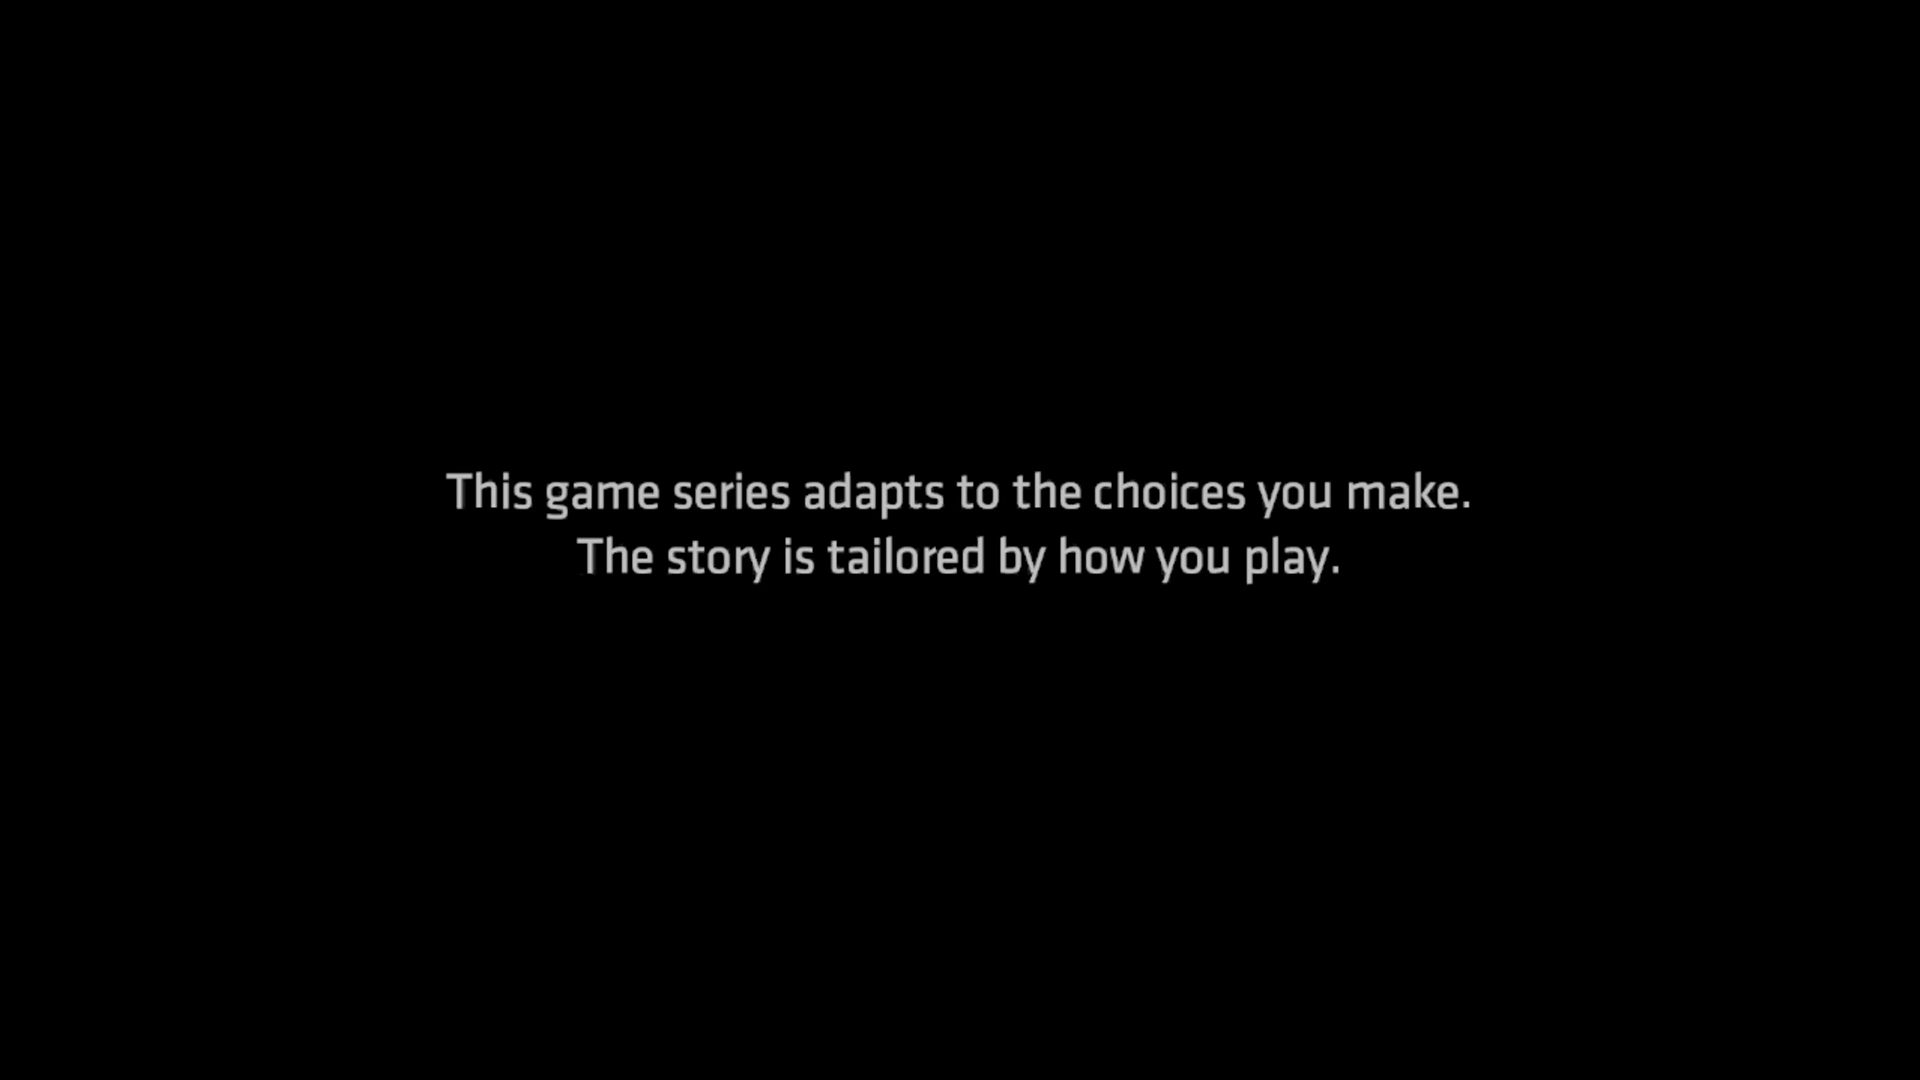 This game series adapts to the choices you make.
The story is tailored by how you play.